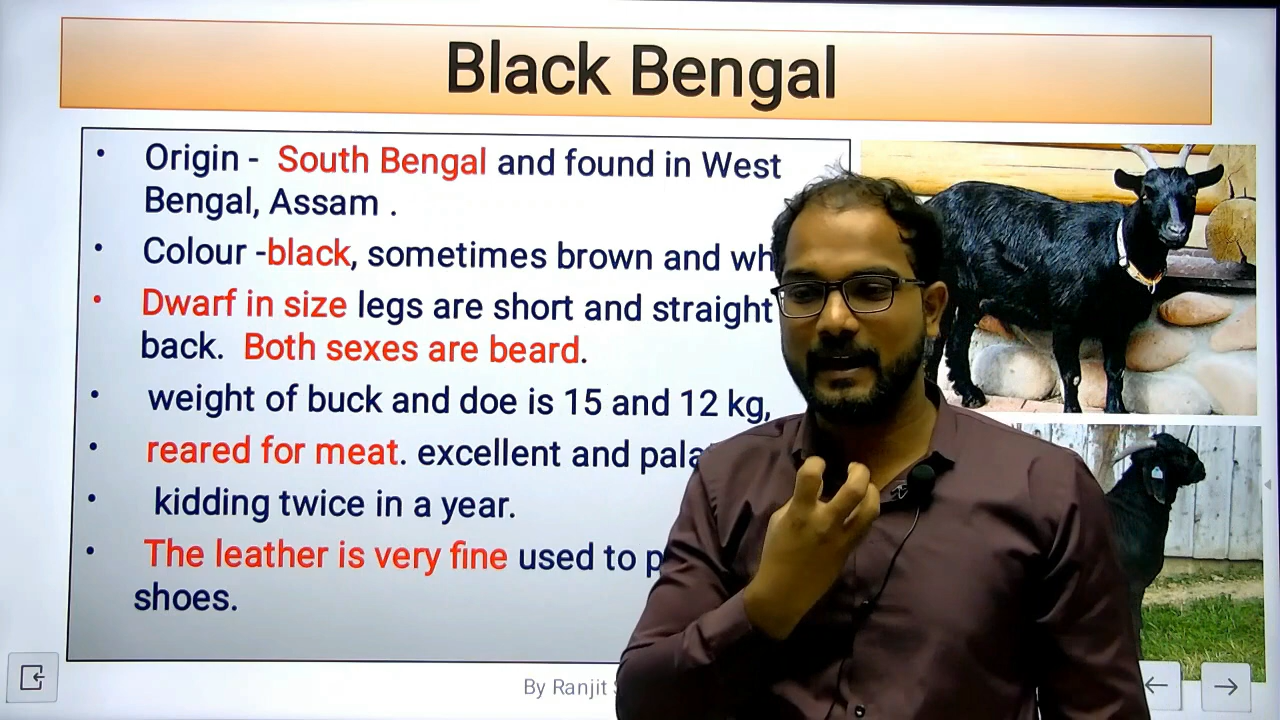 Black Bengal
• Origin - South Bengal and found in West
Bengal, Assam .
• Colour -black, sometimes brown and
• Dwarf in size legs are short and straight
back. Both sexes are beard.
• weight of buck and doe is 15 and 12 kg,
• reared for meat. excellent and
• kidding twice in a year.
• The leather is very fine used to
shoes.
By Ranjit